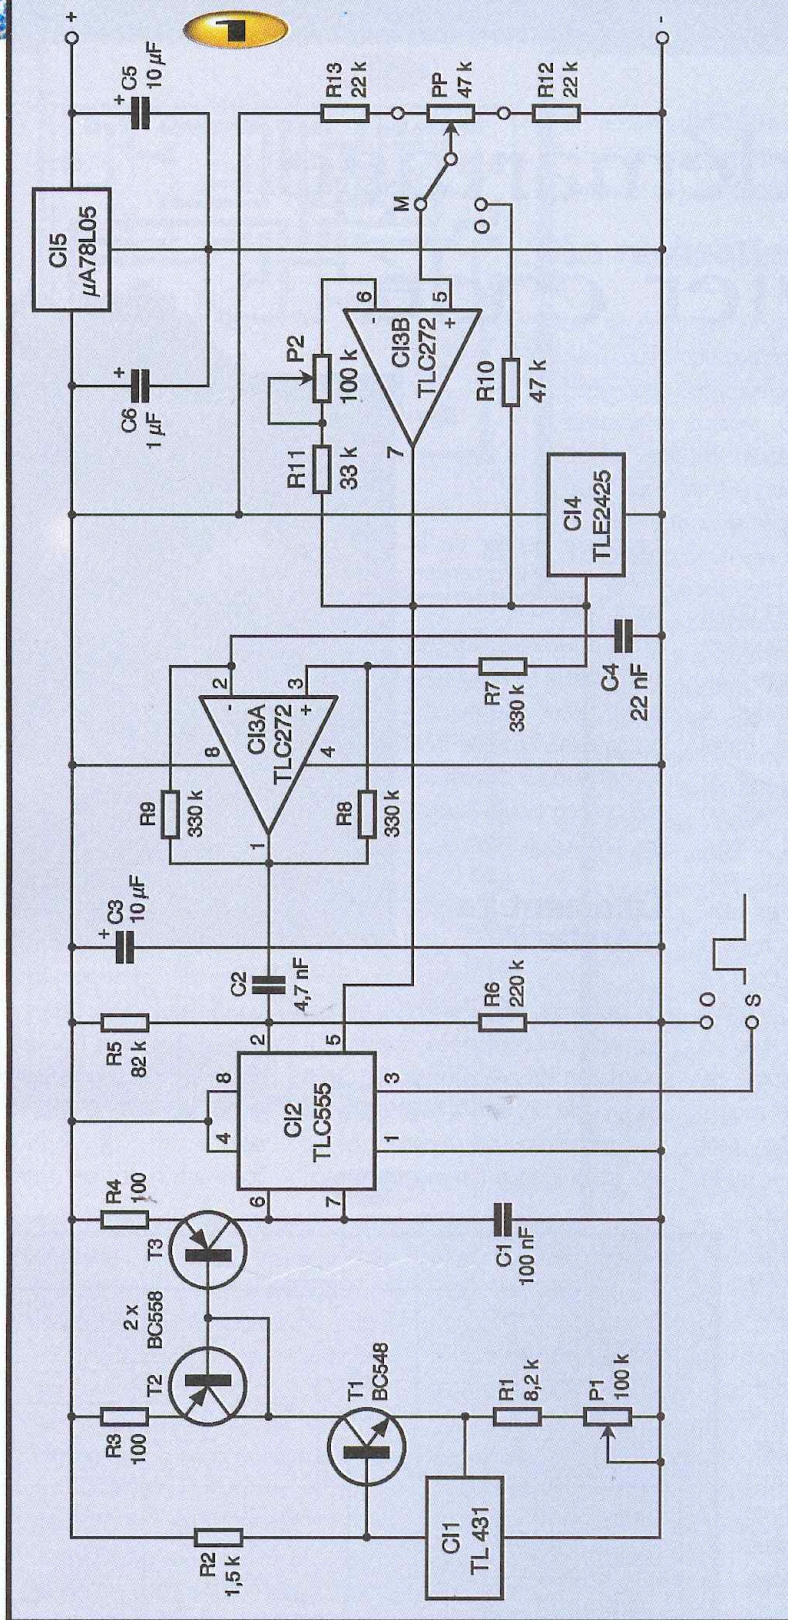 +
-
1
C5
+
10 µF
CI5
µA78L05
C6
+
1 µF
R13
22 k
PP
47 k
R12
22 k
M
P2
100 k
R11
33 k
6
-
5
+
CI3B
TLC272
7
R10
47 k
CI4
TLE2425
C4
22 nF
R7
330 k
2
-
3
+
CI3A
TLC272
8
4
1
R9
330 k
R8
330 k
C3
+
10 µF
C2
4,7 nF
R5
82 k
R6
220 k
O
S
2
5
8
4
3
1
6
7
CI2
TLC555
R4
100
T3
2 x
BC558
T2
R3
100
C1
100 nF
T1
BC548
R1
8,2 k
P1
100 k
R2
1,5 k
CI1
TL 431